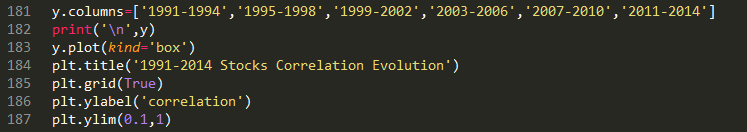 181 y.columns=['1991-1994','1995-1998','1999-2002','2003-2006','2007-2010','2011-2014']
182 print('\n',y)
183 y.plot(kind='box')
184 plt.title('1991-2014 Stocks Correlation Evolution')
185 plt.grid(True)
186 plt.ylabel('correlation')
187 plt.ylim(0.1,1)